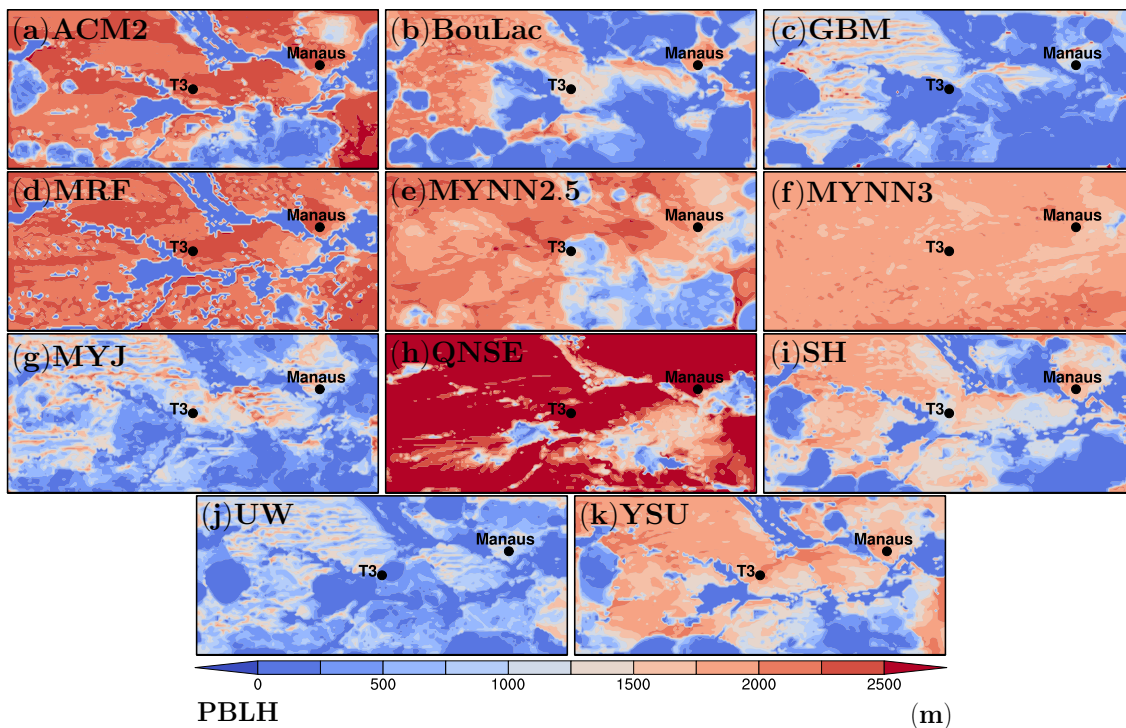 (a)ACM2
Manaus
T3
(b)BouLac
Manaus
T3
(c)GBM
Manaus
T3
(d)MRF
Manaus
T3
(e)MYNN2.5
Manaus
T3
(f)MYNN3
Manaus
T3
(g)MYJ
Manaus
T3
(h)QNSE
Manaus
T3
(i)SH
Manaus
T3
(j)UW
Manaus
T3
(k)YSU
Manaus
T3
0 500 1000 1500 2000 2500
PBLH (m)